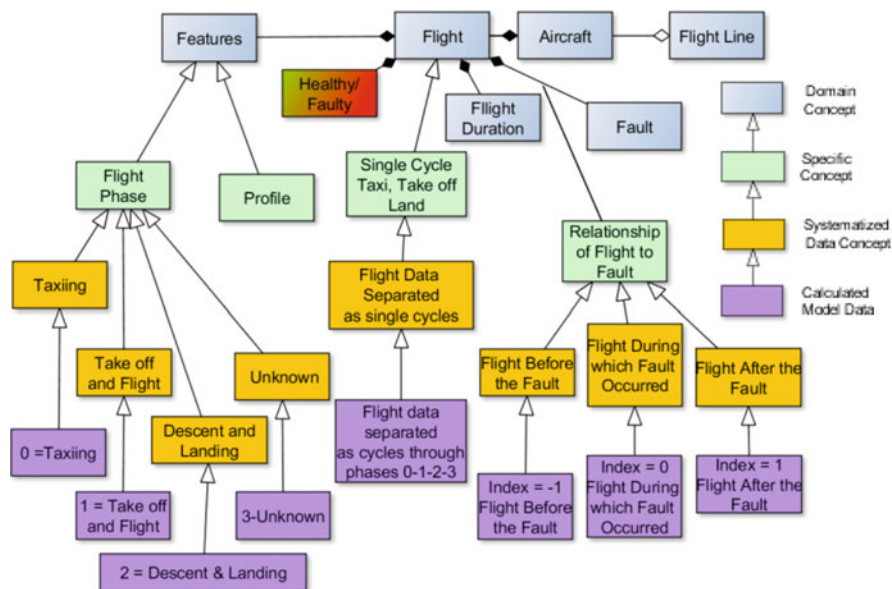 Features
Flight
Aircraft
Flight Line
Healthy/
Faulty
Fllight
Duration
Fault
Domain
Concept
Flight
Phase
Profile
Single Cycle
Taxi, Take off
Land
Specific
Concept
Relationship
of Flight to
Fault
Systematized
Data Concept
Taxiing
Flight Data
Separated
as single cycles
Calculated
Model Data
Take off
and Flight
Unknown
Flight Before
the Fault
Flight During
which Fault
Occurred
Flight After the
Fault
Descent and
Landing
0 =Taxiing
Flight data
separated
as cycles through
phases 0-1-2-3
1 = Take off
and Flight
3-Unknown
Index = -1
Flight Before
the Fault
Index = 0
Flight During
which Fault
Occurred
Index = 1
Flight After the
Fault
2 = Descent & Landing